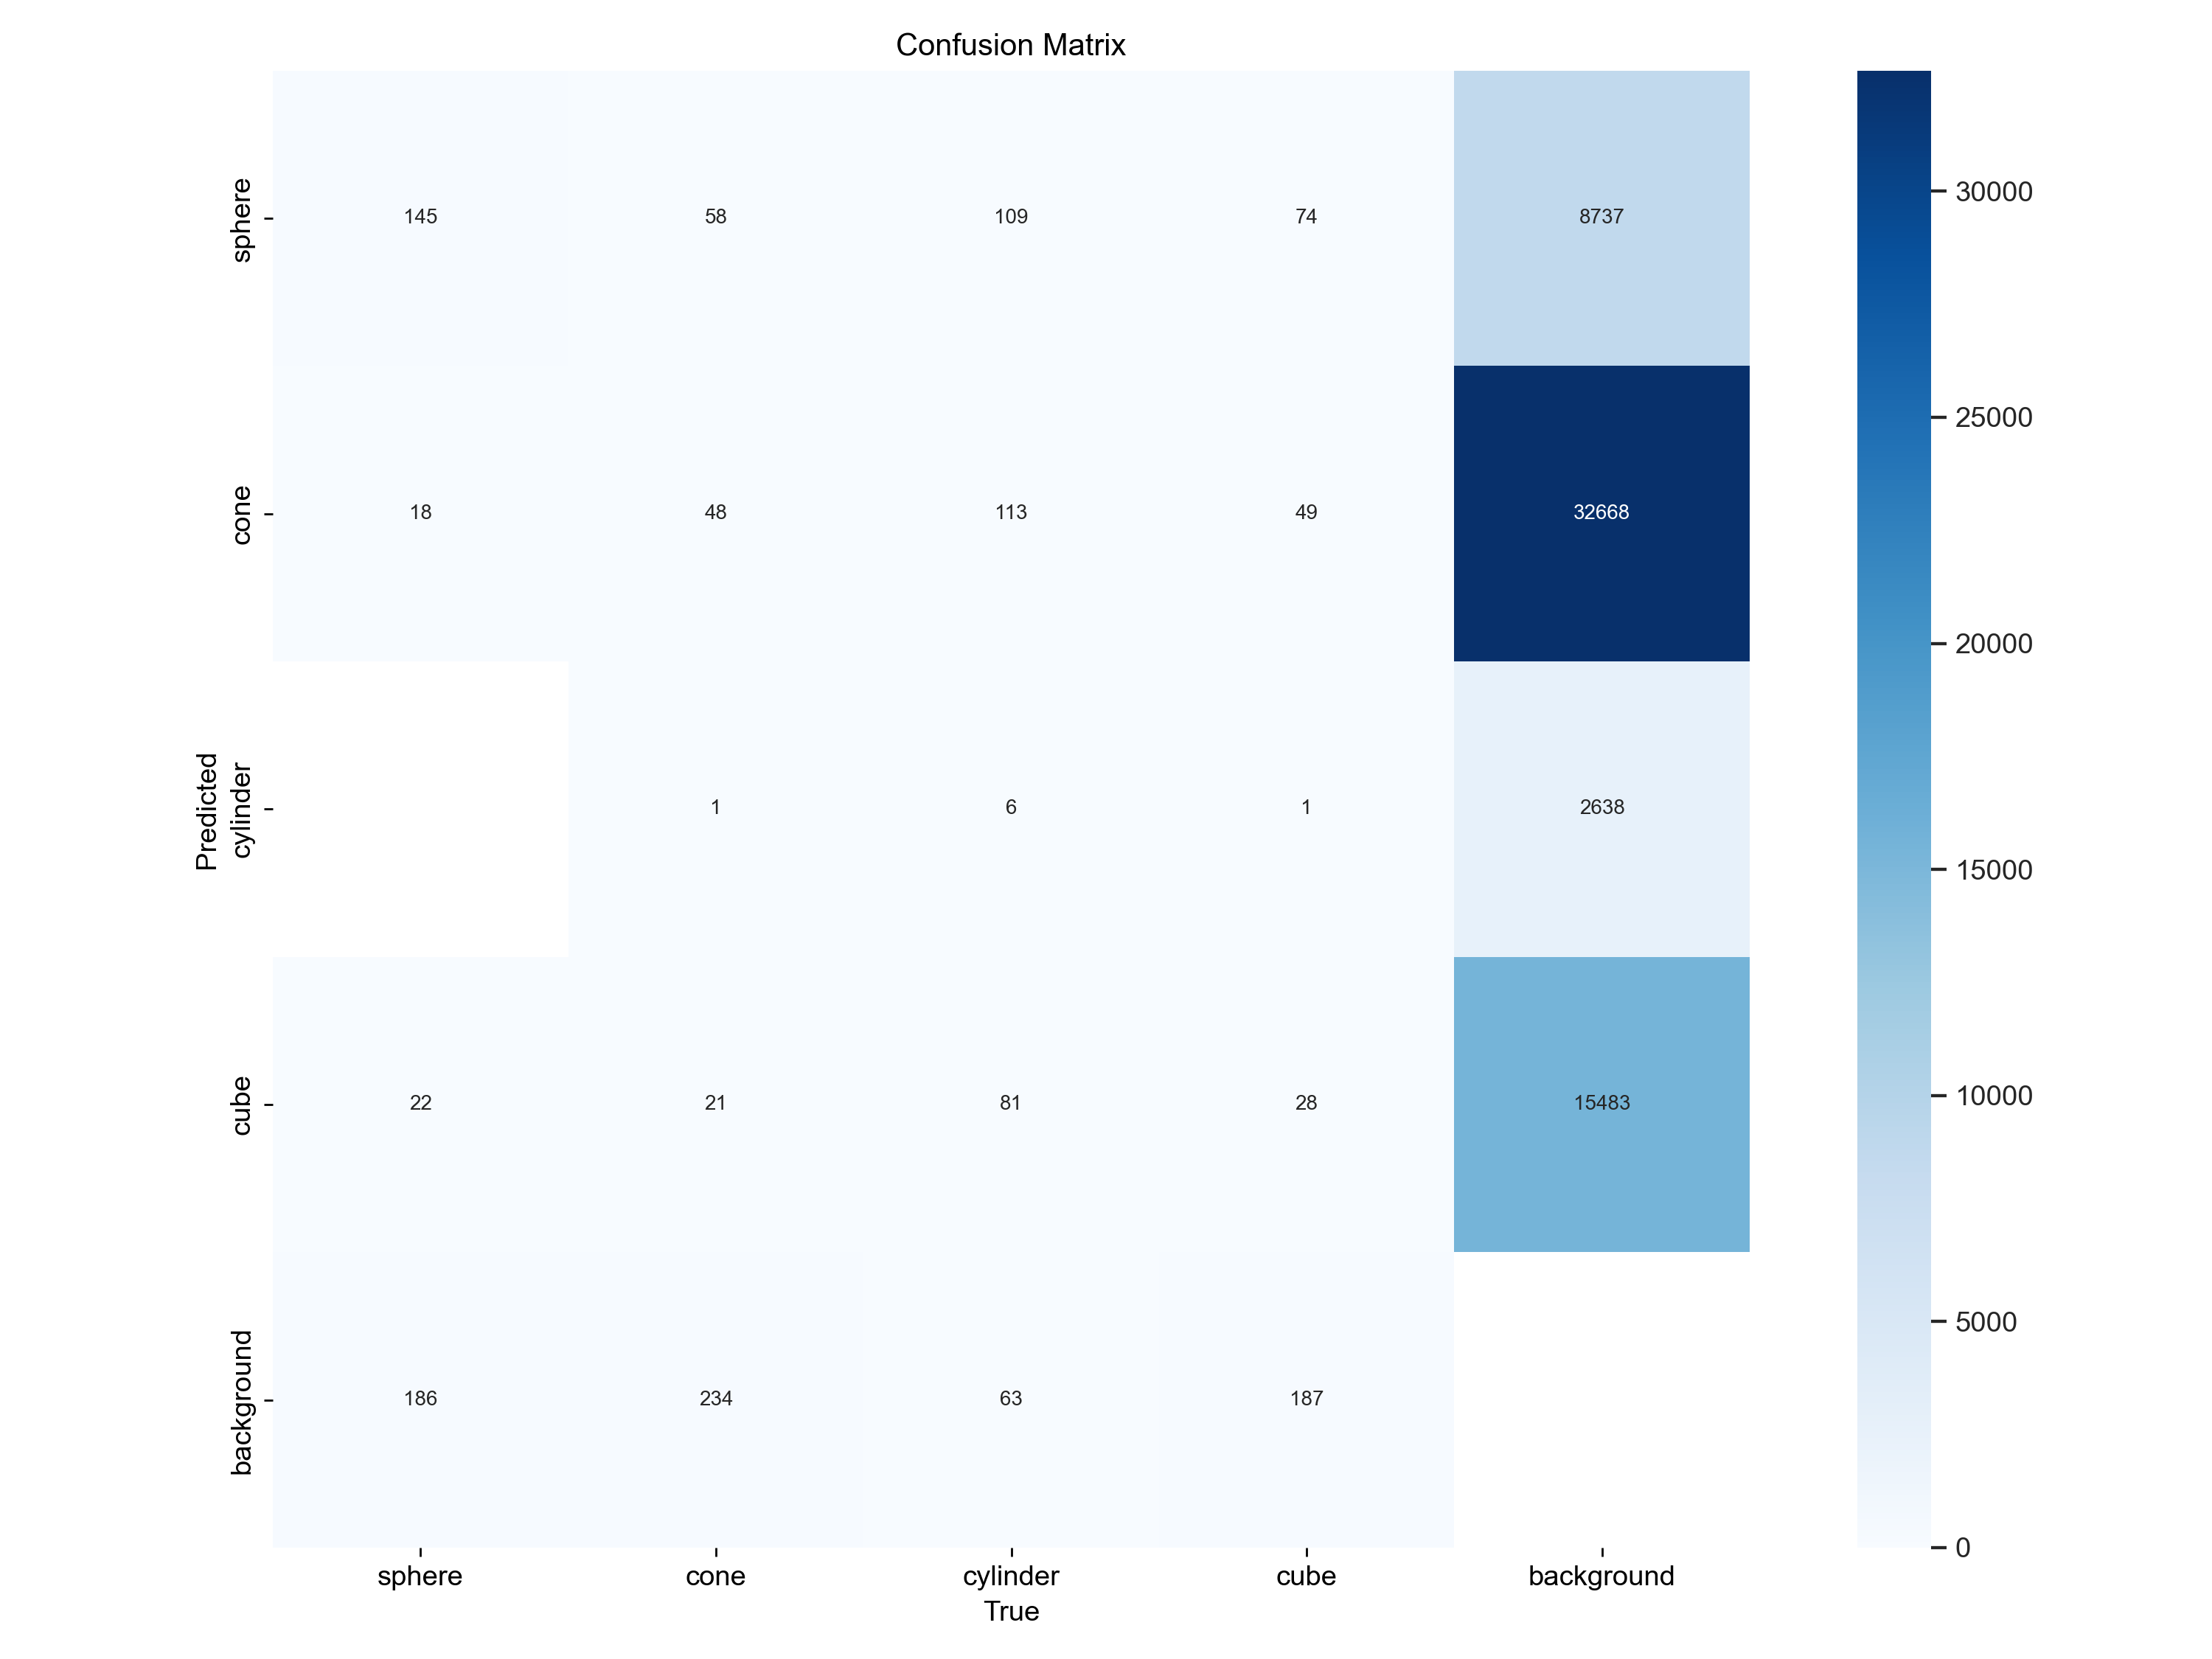 Confusion Matrix
Predicted
sphere
145 58 109 74 8737
cone
18 48 113 49 32668
cylinder
1 6 1 2638
cube
22 21 81 28 15483
background
186 234 63 187
sphere cone cylinder cube background
True
30000
25000
20000
15000
10000
5000
0